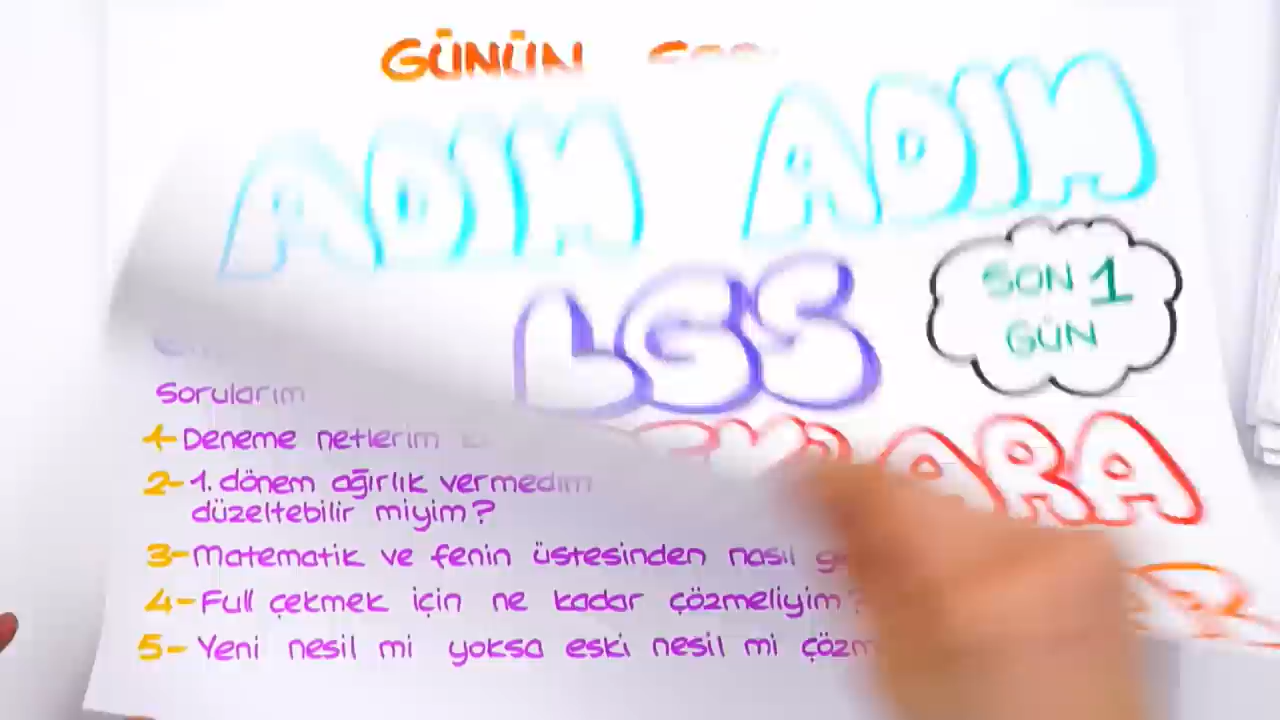 GÜNÜN
ADIM ADIM
LGS
SON 1
GÜN
ARA
Sorularım
1- Deneme netlerim
2- 1. dönem ağırlık vermedim
düzeltebilir miyim?
3- Matematik ve fenin üstesinden nasıl
4- Full çekmek için ne kadar çözmeliyim?
5- Yeni nesil mi yoksa eski nesil mi